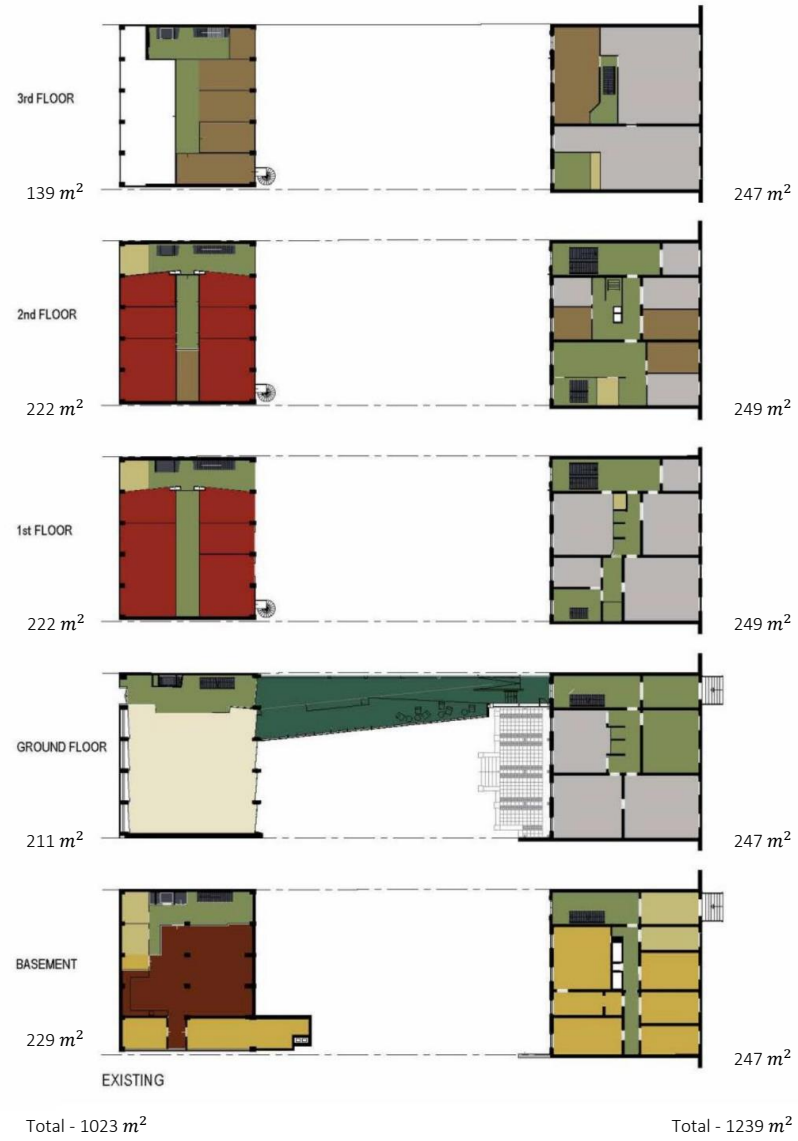 3rd FLOOR
139 m² 247 m²
2nd FLOOR
222 m² 249 m²
1st FLOOR
222 m² 249 m²
GROUND FLOOR
211 m² 247 m²
BASEMENT
229 m² 247 m²
EXISTING
Total - 1023 m² Total - 1239 m²